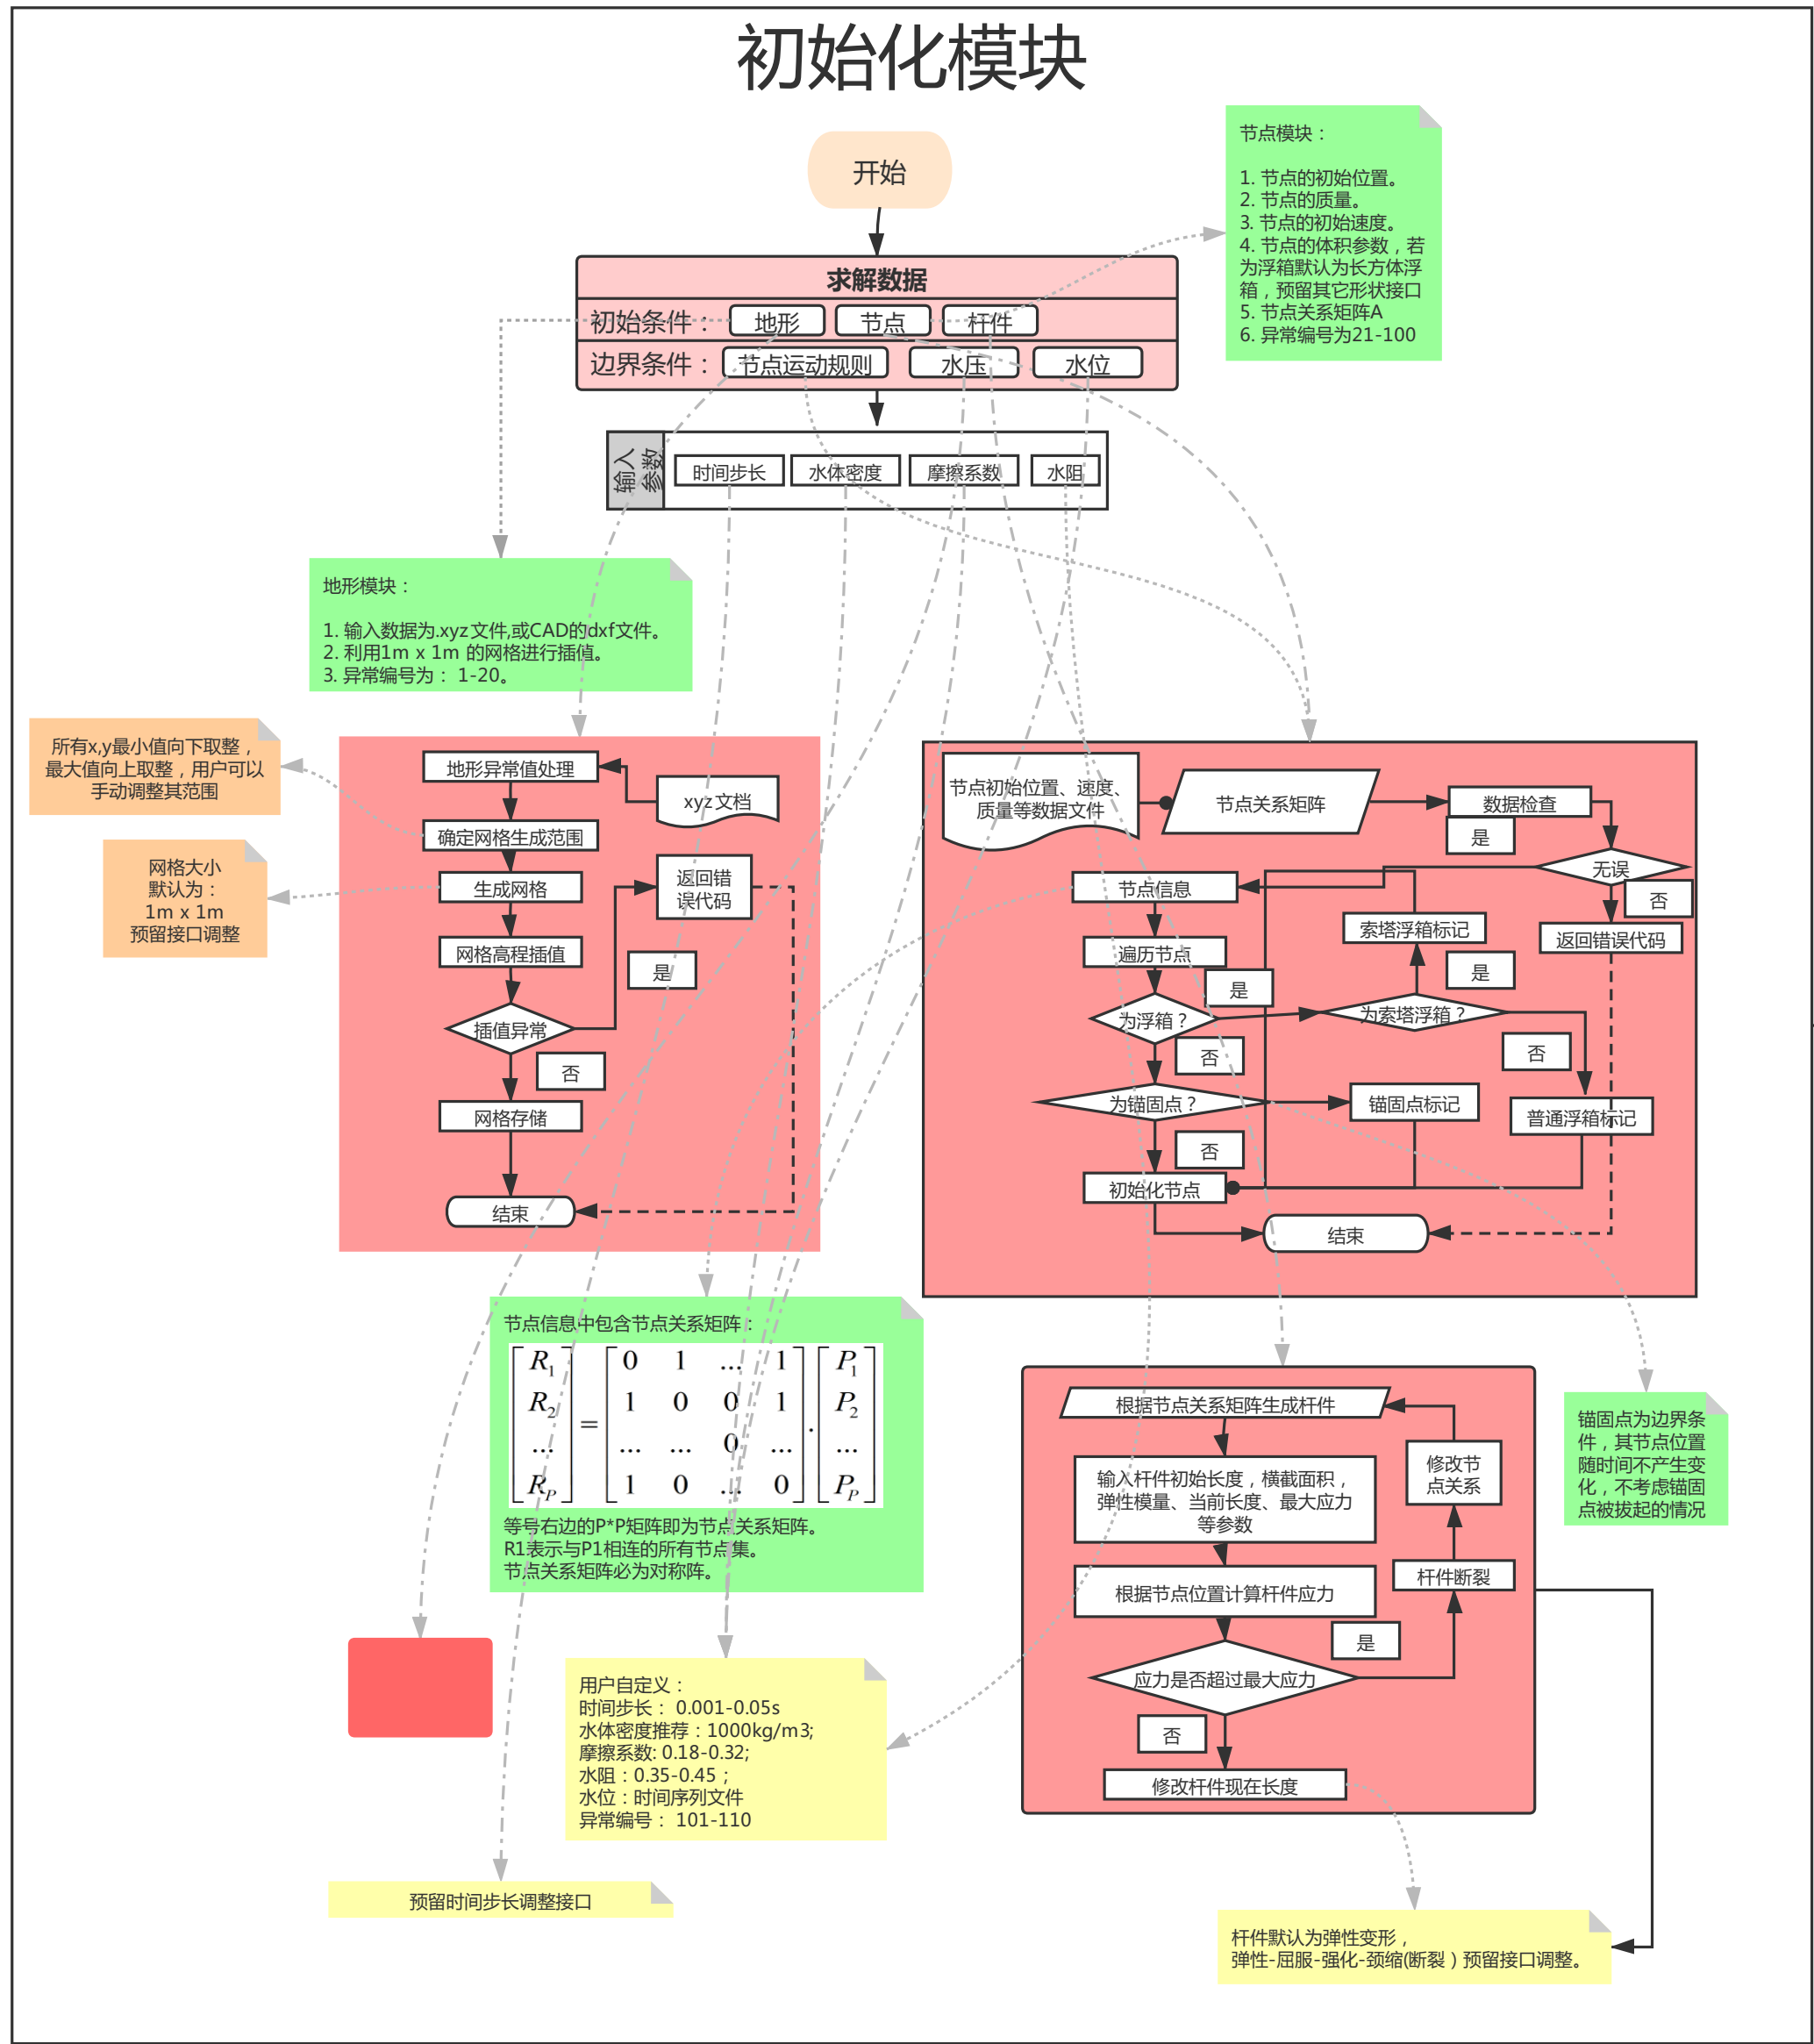 初始化模块
开始
节点模块：
1. 节点的初始位置。
2. 节点的质量。
3. 节点的初始速度。
4. 节点的体积参数，若
为浮箱默认为长方体浮
箱，预留其它形状接口
5. 节点关系矩阵A
6. 异常编号为21-100
求解数据
初始条件： 地形 节点 杆件
边界条件： 节点运动规则 水压 水位
输入
参数
时间步长 水体密度 摩擦系数 水阻
地形模块：
1. 输入数据为.xyz文件,或CAD的dxf文件。
2. 利用1m x 1m 的网格进行插值。
3. 异常编号为： 1-20。
所有x,y最小值向下取整，
最大值向上取整，用户可以
手动调整其范围
网格大小
默认为：
1m x 1m
预留接口调整
地形异常值处理
xyz文档
确定网格生成范围
生成网格
返回错
误代码
网格高程插值
是
插值异常
否
网格存储
结束
节点初始位置、速度、
质量等数据文件
节点关系矩阵
数据检查
是
无误
否
节点信息
索塔浮箱标记
返回错误代码
遍历节点
是
是
为浮箱？
为索塔浮箱？
否
否
为锚固点？
锚固点标记
普通浮箱标记
否
初始化节点
结束
节点信息中包含节点关系矩阵：
R1 0 1 ... 1 P1
R2 1 0 0 1 P2
= .
... ... ... 0 ... ...
RP 1 0 ... 0 PP
等号右边的P*P矩阵即为节点关系矩阵。
R1表示与P1相连的所有节点集。
节点关系矩阵必为对称阵。
根据节点关系矩阵生成杆件
输入杆件初始长度，横截面积，
弹性模量、当前长度、最大应力
等参数
修改节
点关系
根据节点位置计算杆件应力
杆件断裂
是
应力是否超过最大应力
否
修改杆件现在长度
锚固点为边界条
件，其节点位置
随时间不产生变
化，不考虑锚固
点被拔起的情况
用户自定义：
时间步长： 0.001-0.05s
水体密度推荐：1000kg/m3;
摩擦系数: 0.18-0.32;
水阻：0.35-0.45；
水位：时间序列文件
异常编号： 101-110
预留时间步长调整接口
杆件默认为弹性变形，
弹性-屈服-强化-颈缩(断裂）预留接口调整。